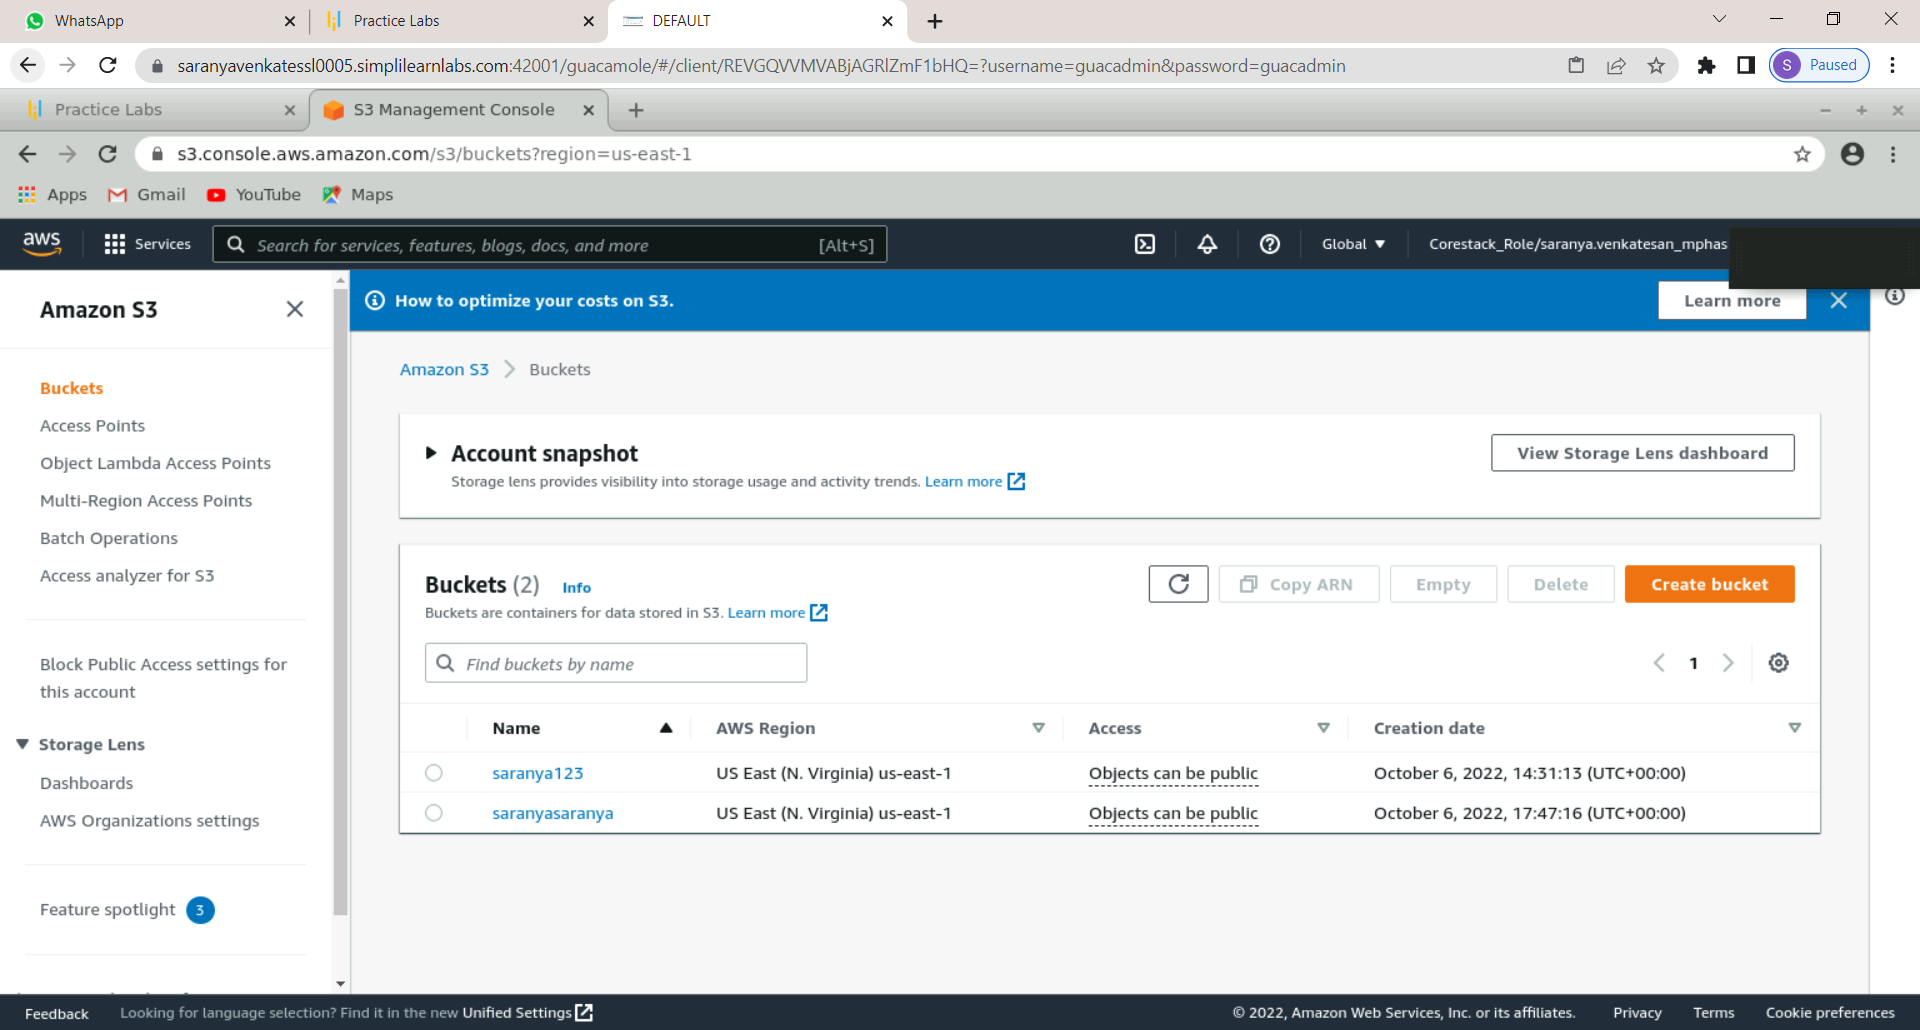 WhatsApp
Practice Labs
DEFAULT
saranyavenkatessl0005.simplilearnlabs.com:42001/guacamole/#/client/REVGQVVMVABjAGRlZmF1bHQ=?username=guacadmin&password=guacadmin
S Paused
Practice Labs
S3 Management Console
s3.console.aws.amazon.com/s3/buckets?region=us-east-1
Apps
Gmail
YouTube
Maps
aws
Services
Search for services, features, blogs, docs, and more [Alt+S]
Global
Corestack_Role/saranya.venkatesan_mphas
Amazon S3
How to optimize your costs on S3.
Learn more
Buckets
Access Points
Object Lambda Access Points
Multi-Region Access Points
Batch Operations
Access analyzer for S3
Block Public Access settings for
this account
Storage Lens
Dashboards
AWS Organizations settings
Feature spotlight 3
Amazon S3 > Buckets
Account snapshot
Storage lens provides visibility into storage usage and activity trends. Learn more
View Storage Lens dashboard
Buckets (2) Info
Buckets are containers for data stored in S3. Learn more
Copy ARN
Empty
Delete
Create bucket
Find buckets by name
1
Name AWS Region Access Creation date
saranya123 US East (N. Virginia) us-east-1 Objects can be public October 6, 2022, 14:31:13 (UTC+00:00)
saranyasaranya US East (N. Virginia) us-east-1 Objects can be public October 6, 2022, 17:47:16 (UTC+00:00)
Feedback
Looking for language selection? Find it in the new Unified Settings
© 2022, Amazon Web Services, Inc. or its affiliates.
Privacy
Terms
Cookie preferences